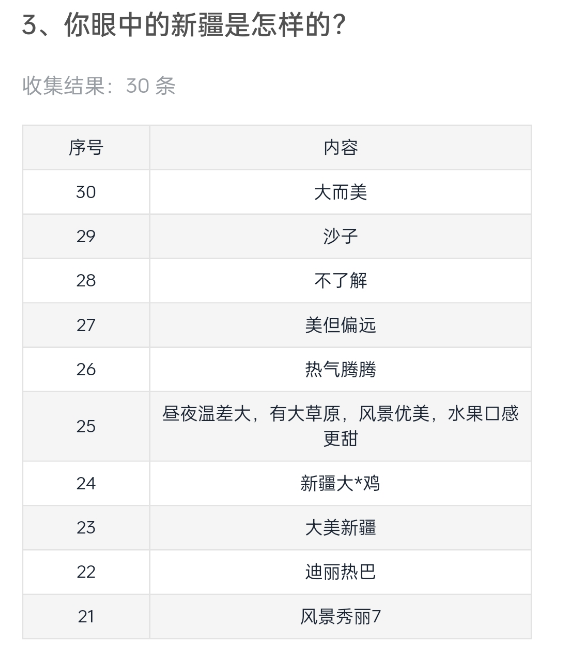 3、你眼中的新疆是怎样的？
收集结果：30 条
序号 内容
30 大而美
29 沙子
28 不了解
27 美但偏远
26 热气腾腾
25 昼夜温差大，有大草原，风景优美，水果口感
更甜
24 新疆大*鸡
23 大美新疆
22 迪丽热巴
21 风景秀丽7